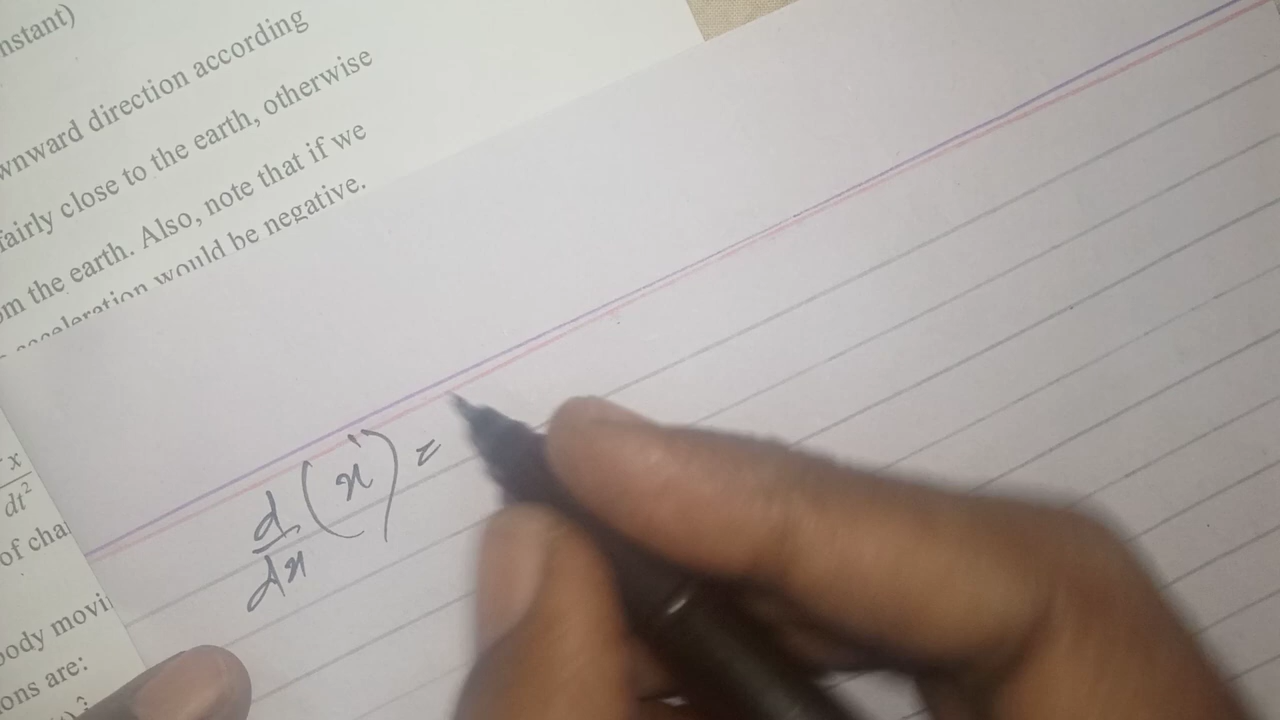 nstant)
wnward direction according
fairly close to the earth, otherwise
om the earth. Also, note that if we
acceleration would be negative.
x
dt²
of cha
body movi
ons are:
?
d/dx (x) =